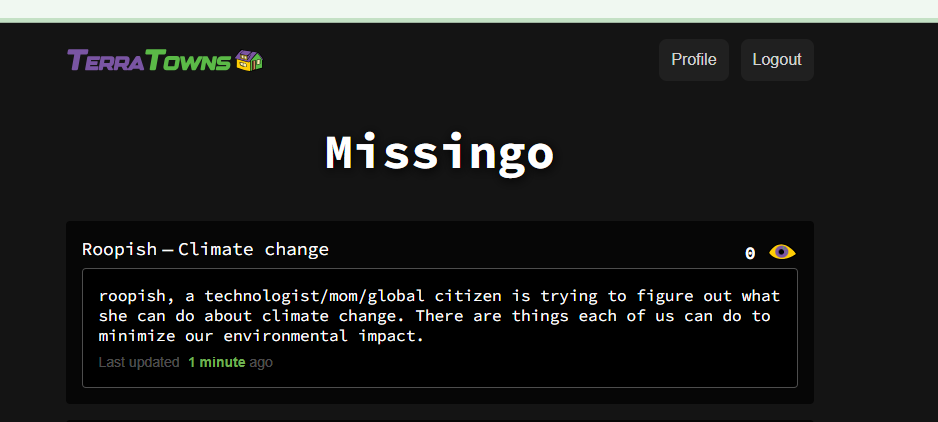 TERRATOWNS
Profile
Logout
Missingo
Roopish – Climate change
0
roopish, a technologist/mom/global citizen is trying to figure out what
she can do about climate change. There are things each of us can do to
minimize our environmental impact.
Last updated 1 minute ago